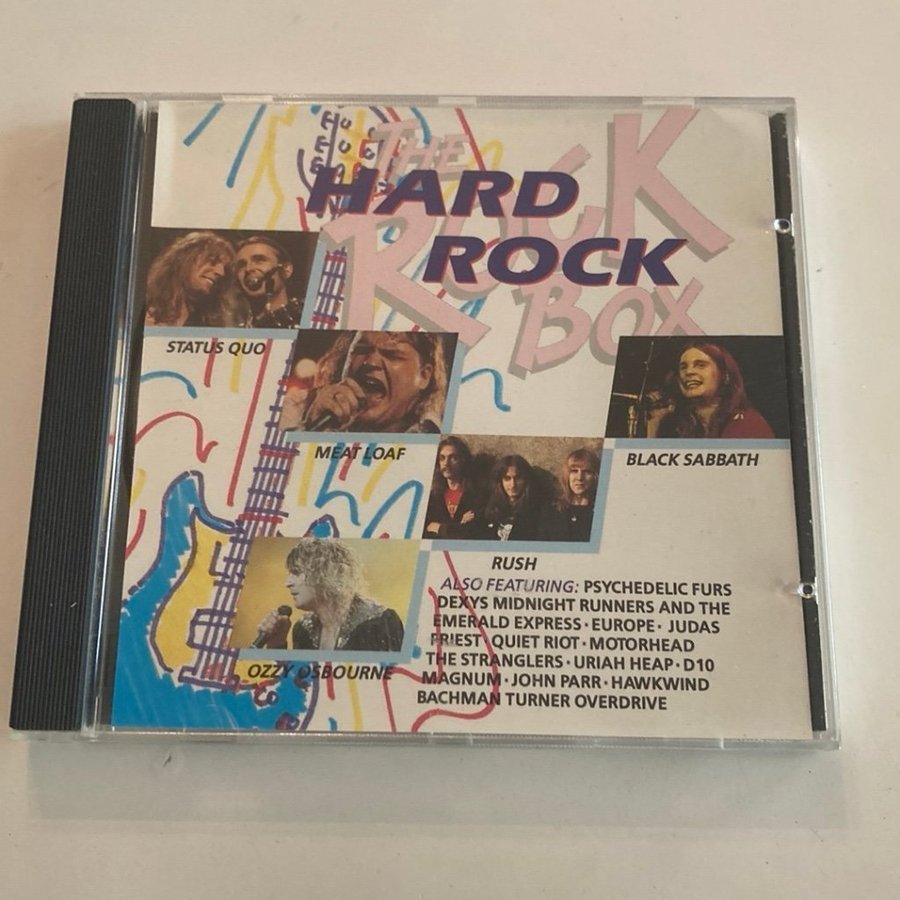 THE
HARD
ROCK
ROCK
BOX
STATUS QUO
MEAT LOAF
BLACK SABBATH
RUSH
OZZY OSBOURNE
ALSO FEATURING: PSYCHEDELIC FURS
DEXYS MIDNIGHT RUNNERS AND THE
EMERALD EXPRESS · EUROPE · JUDAS
PRIEST · QUIET RIOT · MOTORHEAD
THE STRANGLERS · URIAH HEAP · D10
MAGNUM · JOHN PARR · HAWKWIND
BACHMAN TURNER OVERDRIVE